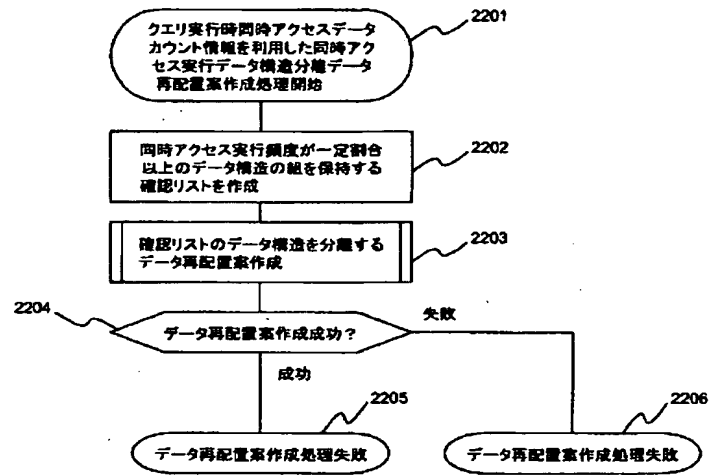 クエリ実行時同時アクセスデータ
カウント情報を利用した同時アク
セス実行データ構造分離データ
再配置案作成処理開始
2201
同時アクセス実行頻度が一定割合
以上のデータ構造の組を保持する
確認リストを作成
2202
確認リストのデータ構造を分離する
データ再配置案作成
2203
2204
データ再配置案作成成功？
失敗
成功
2205
データ再配置案作成処理失敗
2206
データ再配置案作成処理失敗